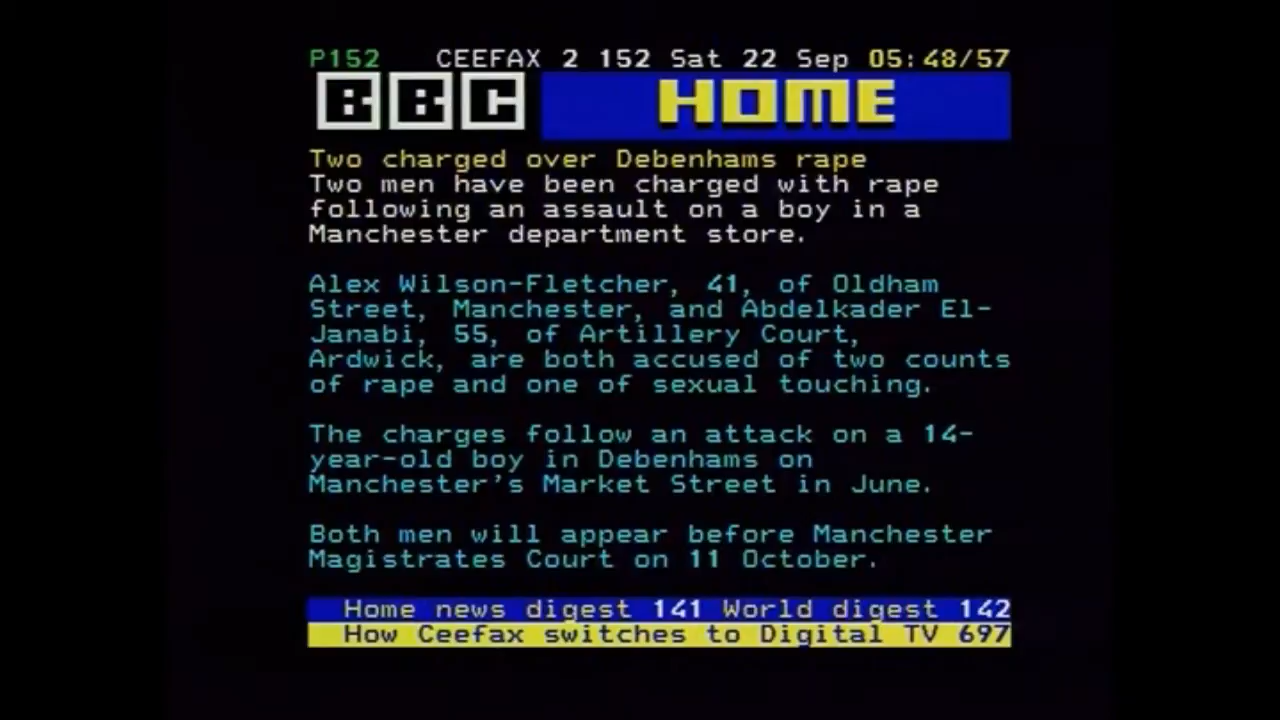 P152 CEEFAX 2 152 Sat 22 Sep 05:48/57
BBC HOME
Two charged over Debenhams rape
Two men have been charged with rape
following an assault on a boy in a
Manchester department store.
Alex Wilson-Fletcher, 41, of Oldham
Street, Manchester, and Abdelkader El-
Janabi, 55, of Artillery Court,
Ardwick, are both accused of two counts
of rape and one of sexual touching.
The charges follow an attack on a 14-
year-old boy in Debenhams on
Manchester's Market Street in June.
Both men will appear before Manchester
Magistrates Court on 11 October.
Home news digest 141 World digest 142
How Ceefax switches to Digital TV 697